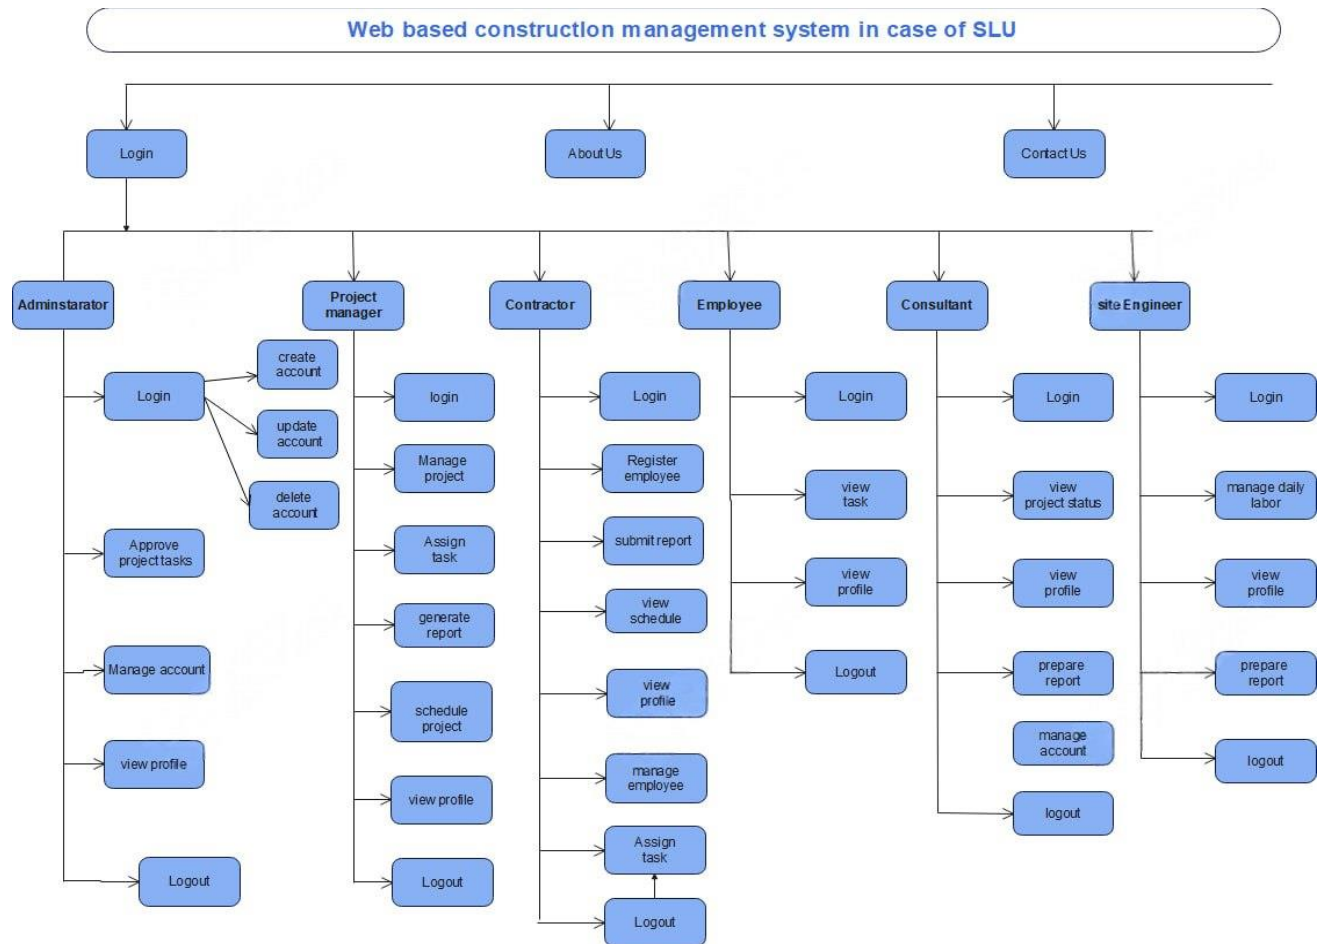 Web based construction management system in case of SLU
Login
About Us
Contact Us
Adminstarator
Project
manager
Contractor
Employee
Consultant
site Engineer
Login
create
account
update
account
delete
account
Approve
project tasks
Manage account
view profile
Logout
login
Manage
project
Assign
task
generate
report
schedule
project
view profile
Logout
Login
Register
employee
submit report
view
schedule
view
profile
manage
employee
Assign
task
Logout
Login
view
task
view
profile
Logout
Login
view
project status
view
profile
prepare
report
manage
account
logout
Login
manage daily
labor
view
profile
prepare
report
logout